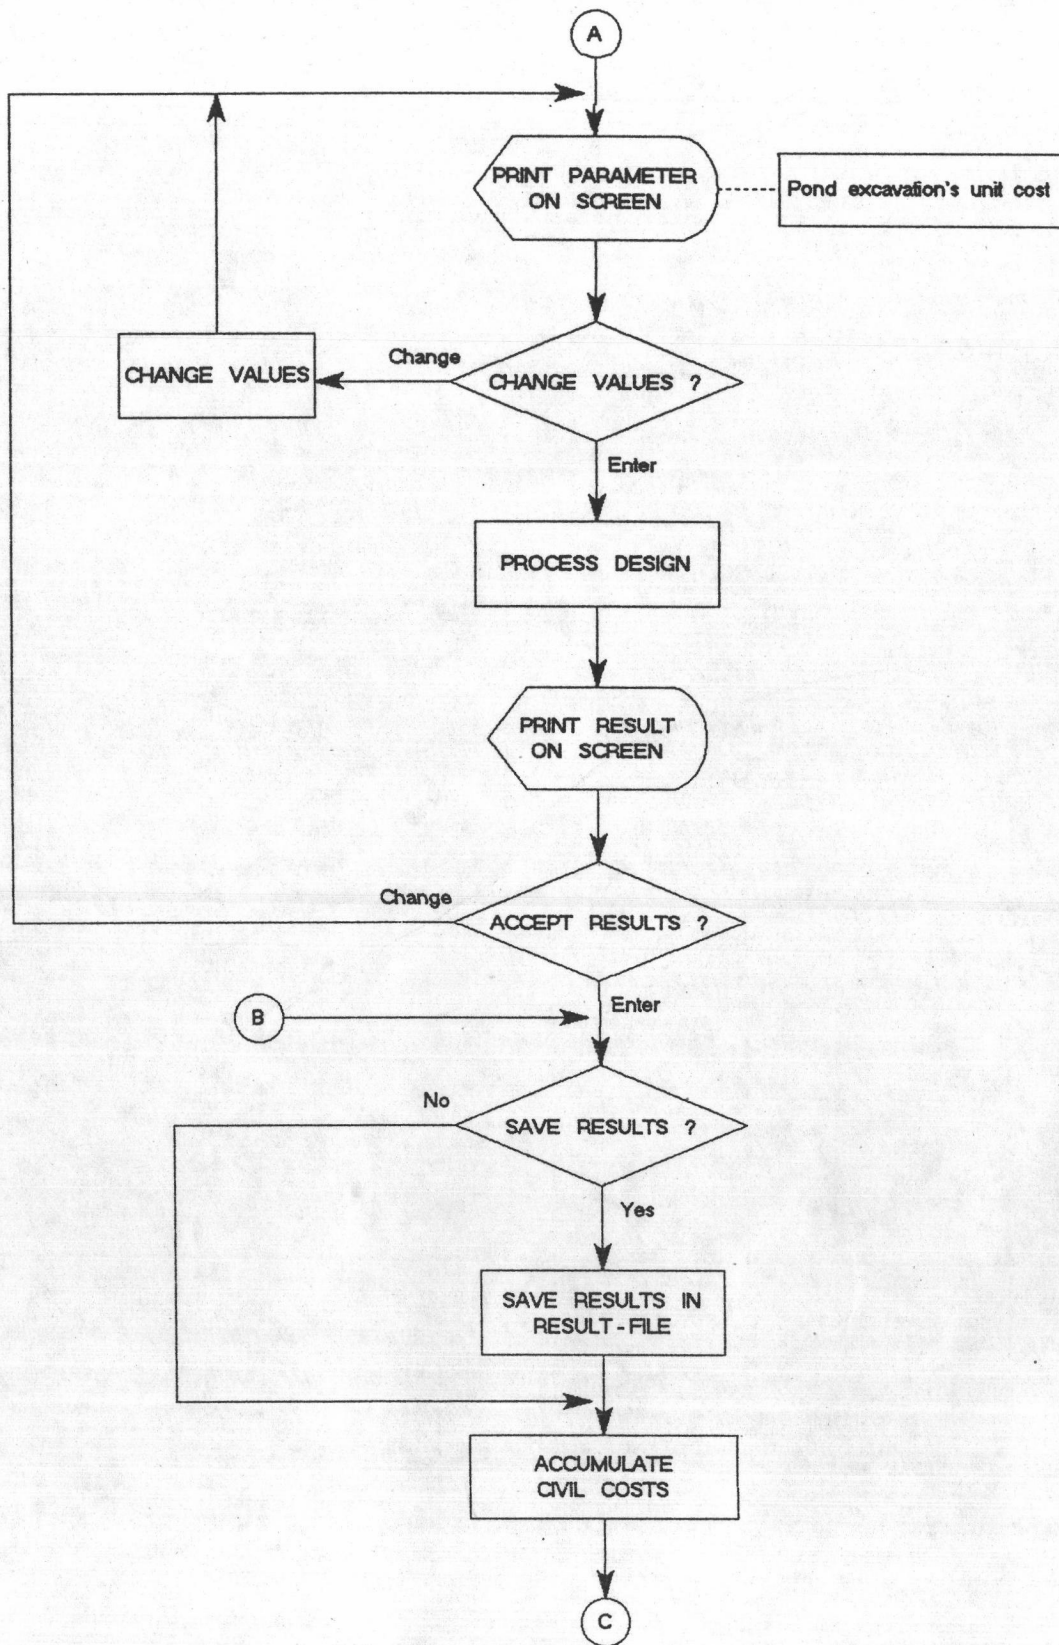 A
PRINT PARAMETER
ON SCREEN
Pond excavation's unit cost
Change
CHANGE VALUES
CHANGE VALUES ?
Enter
PROCESS DESIGN
PRINT RESULT
ON SCREEN
Change
ACCEPT RESULTS ?
Enter
B
No
SAVE RESULTS ?
Yes
SAVE RESULTS IN
RESULT-FILE
ACCUMULATE
CIVIL COSTS
C